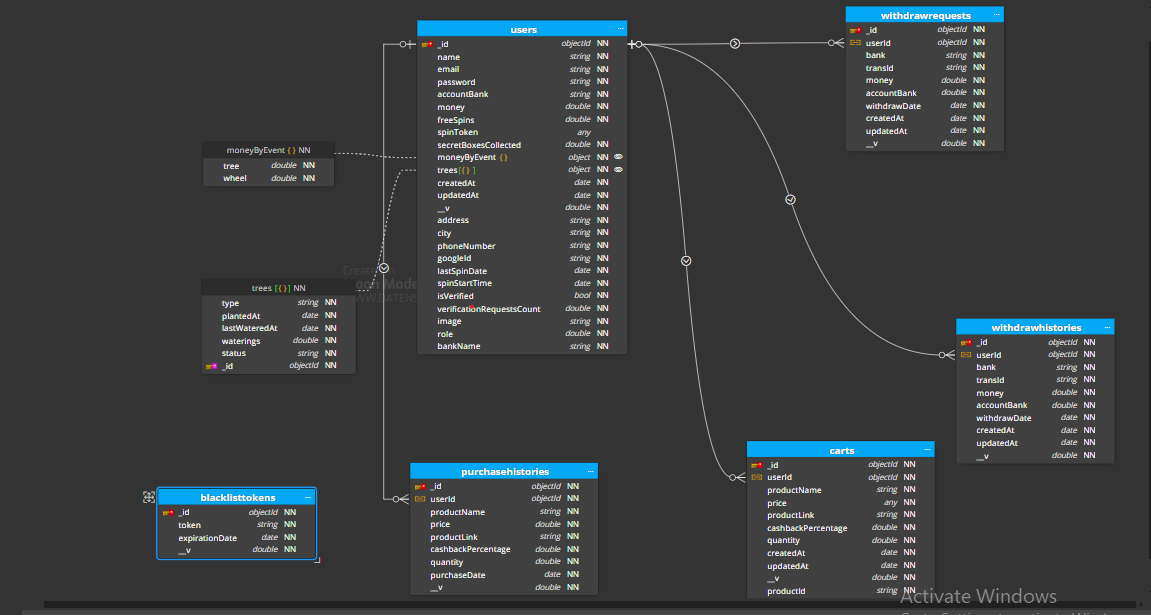 users ...
_id objectId NN
name string NN
email string NN
password string NN
accountBank string NN
money double NN
freeSpins double NN
spinToken any
secretBoxesCollected double NN
moneyByEvent {} object NN
trees[{}] object NN
createdAt date NN
updatedAt date NN
__v double NN
address string NN
city string NN
phoneNumber string NN
googleId string NN
lastSpinDate date NN
spinStartTime date NN
isVerified bool NN
verificationRequestsCount double NN
image string NN
role double NN
bankName string NN
withdrawrequests ...
_id objectId NN
userId objectId NN
bank string NN
transId string NN
money double NN
accountBank double NN
withdrawDate date NN
createdAt date NN
updatedAt date NN
__v double NN
moneyByEvent {} NN
tree double NN
wheel double NN
trees [{}] NN
type string NN
plantedAt date NN
lastWateredAt date NN
waterings double NN
status string NN
_id objectId NN
withdrawhistories ...
_id objectId NN
userId objectId NN
bank string NN
transId string NN
money double NN
accountBank double NN
withdrawDate date NN
createdAt date NN
updatedAt date NN
__v double NN
blacklisttokens ...
_id objectId NN
token string NN
expirationDate date NN
__v double NN
purchasehistories ...
_id objectId NN
userId objectId NN
productName string NN
price double NN
productLink string NN
cashbackPercentage double NN
quantity double NN
purchaseDate date NN
__v double NN
carts ...
_id objectId NN
userId objectId NN
productName string NN
price any NN
productLink string NN
cashbackPercentage double NN
quantity double NN
createdAt date NN
updatedAt date NN
__v double NN
productId string NN
Activate Windows